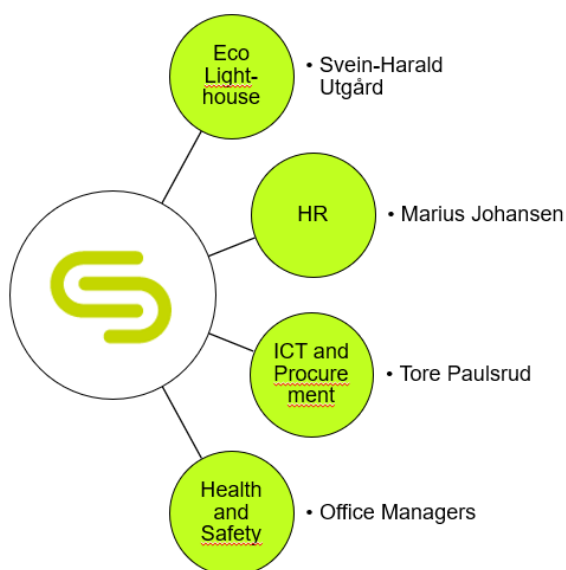 Eco
Light-
house
• Svein-Harald
Utgård
HR
• Marius Johansen
ICT and
Procure
ment
• Tore Paulsrud
Health
and
Safety
• Office Managers